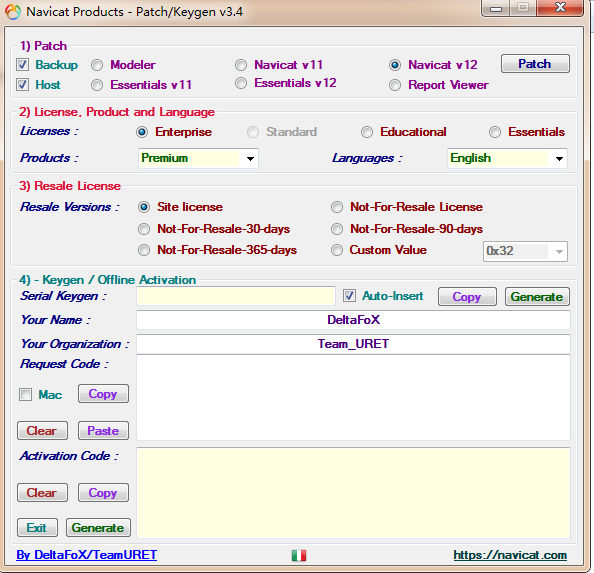 Navicat Products - Patch/Keygen v3.4
1) Patch
Backup Modeler Navicat v11 Navicat v12 Patch
Host Essentials v11 Essentials v12 Report Viewer
2) License, Product and Language
Licenses : Enterprise Standard Educational Essentials
Products : Premium Languages : English
3) Resale License
Resale Versions : Site license Not-For-Resale License
Not-For-Resale-30-days Not-For-Resale-90-days
Not-For-Resale-365-days Custom Value 0x32
4) - Keygen / Offline Activation
Serial Keygen : Auto-Insert Copy Generate
Your Name : DeltaFoX
Your Organization : Team_URET
Request Code :
Mac Copy
Clear Paste
Activation Code :
Clear Copy
Exit Generate
By DeltaFoX/TeamURET https://navicat.com